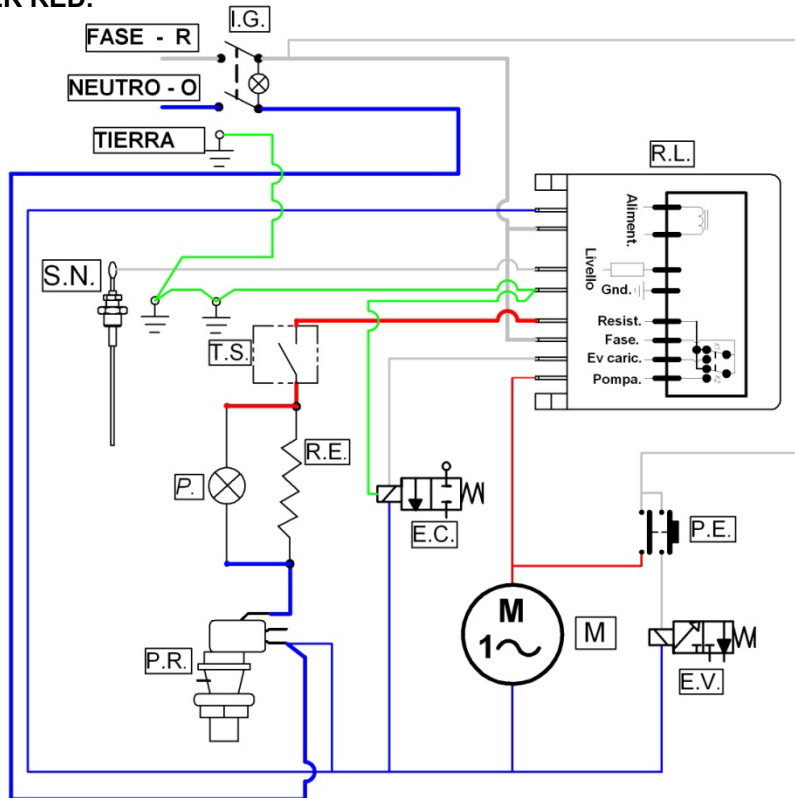 I.G.
FASE - R
NEUTRO - O
TIERRA
R.L.
Aliment.
Livello
Gnd.
Resist.
Fase.
Ev caric.
Pompa.
S.N.
T.S.
R.E.
P.
E.C.
P.E.
M
1
M
P.R.
E.V.